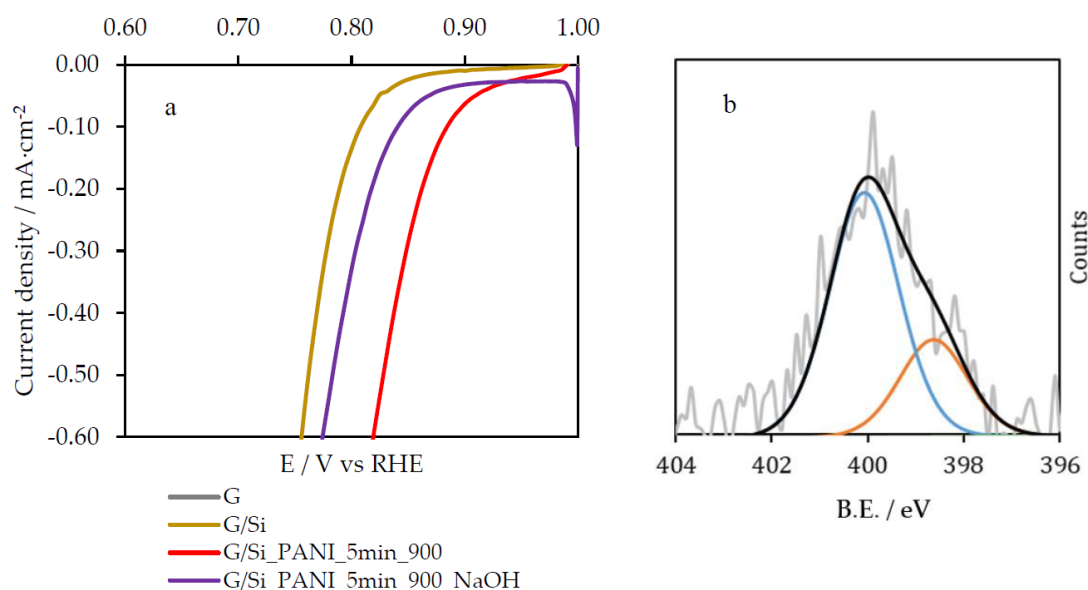 0.60 0.70 0.80 0.90 1.00
0.00
-0.10
-0.20
-0.30
-0.40
-0.50
-0.60
Current density / mA·cm-2
a
E / V vs RHE
G
G/Si
G/Si_PANI_5min_900
G/Si_PANI_5min_900_NaOH
b
Counts
404 402 400 398 396
B.E. / eV